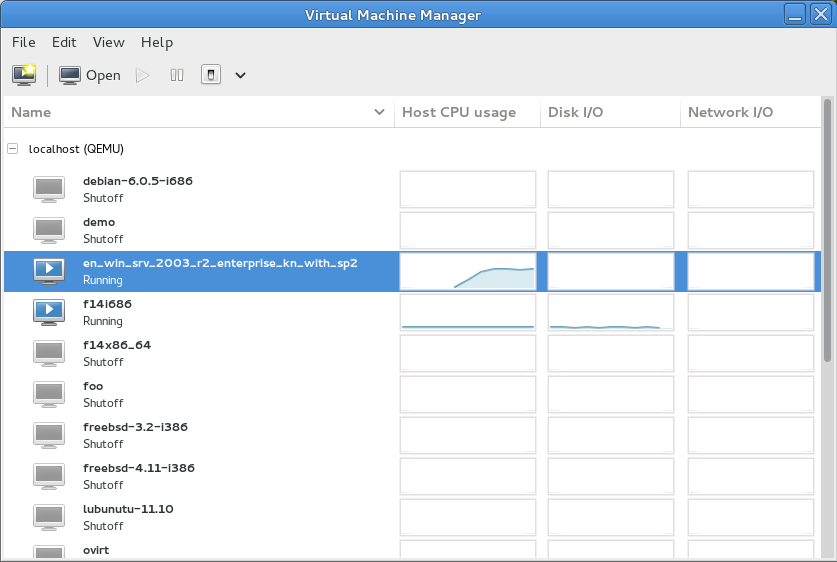 Virtual Machine Manager
File Edit View Help
Open
Name Host CPU usage Disk I/O Network I/O
localhost (QEMU)
debian-6.0.5-i686
Shutoff
demo
Shutoff
en_win_srv_2003_r2_enterprise_kn_with_sp2
Running
f14i686
Running
f14x86_64
Shutoff
foo
Shutoff
freebsd-3.2-i386
Shutoff
freebsd-4.11-i386
Shutoff
lubunutu-11.10
Shutoff
ovirt